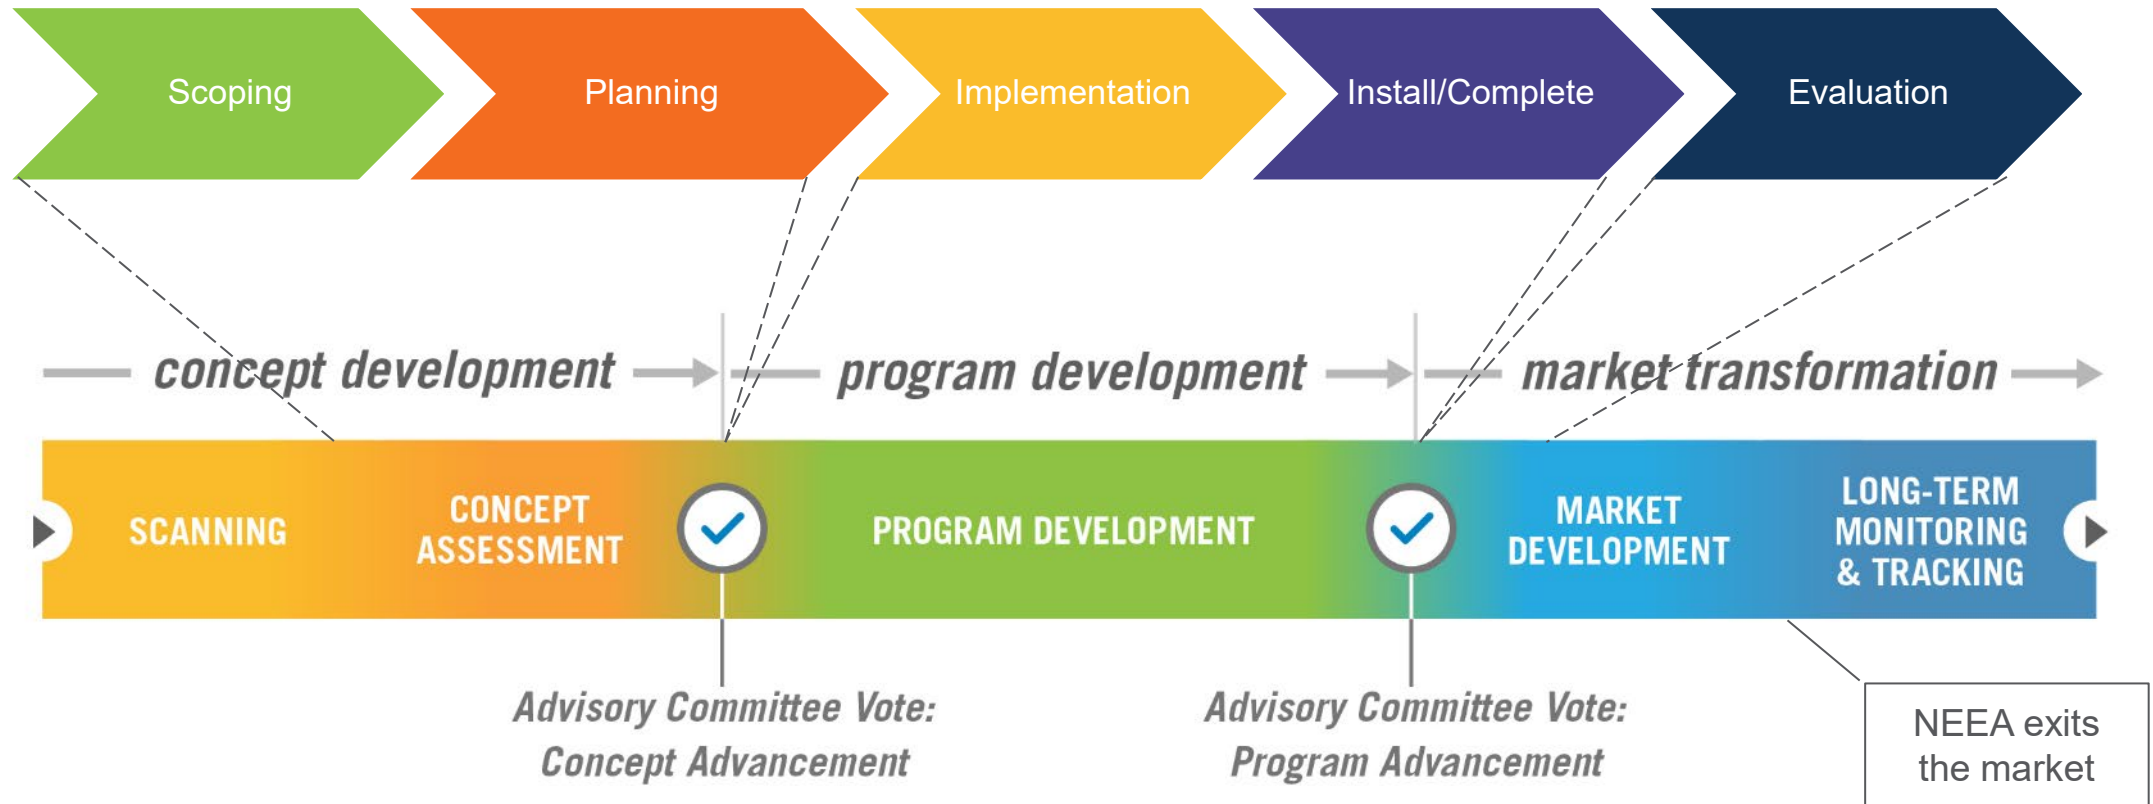 Scoping
Planning
Implementation
Install/Complete
Evaluation
concept development
program development
market transformation
SCANNING
CONCEPT
ASSESSMENT
PROGRAM DEVELOPMENT
MARKET
DEVELOPMENT
LONG-TERM
MONITORING
& TRACKING
Advisory Committee Vote:
Concept Advancement
Advisory Committee Vote:
Program Advancement
NEEA exits
the market